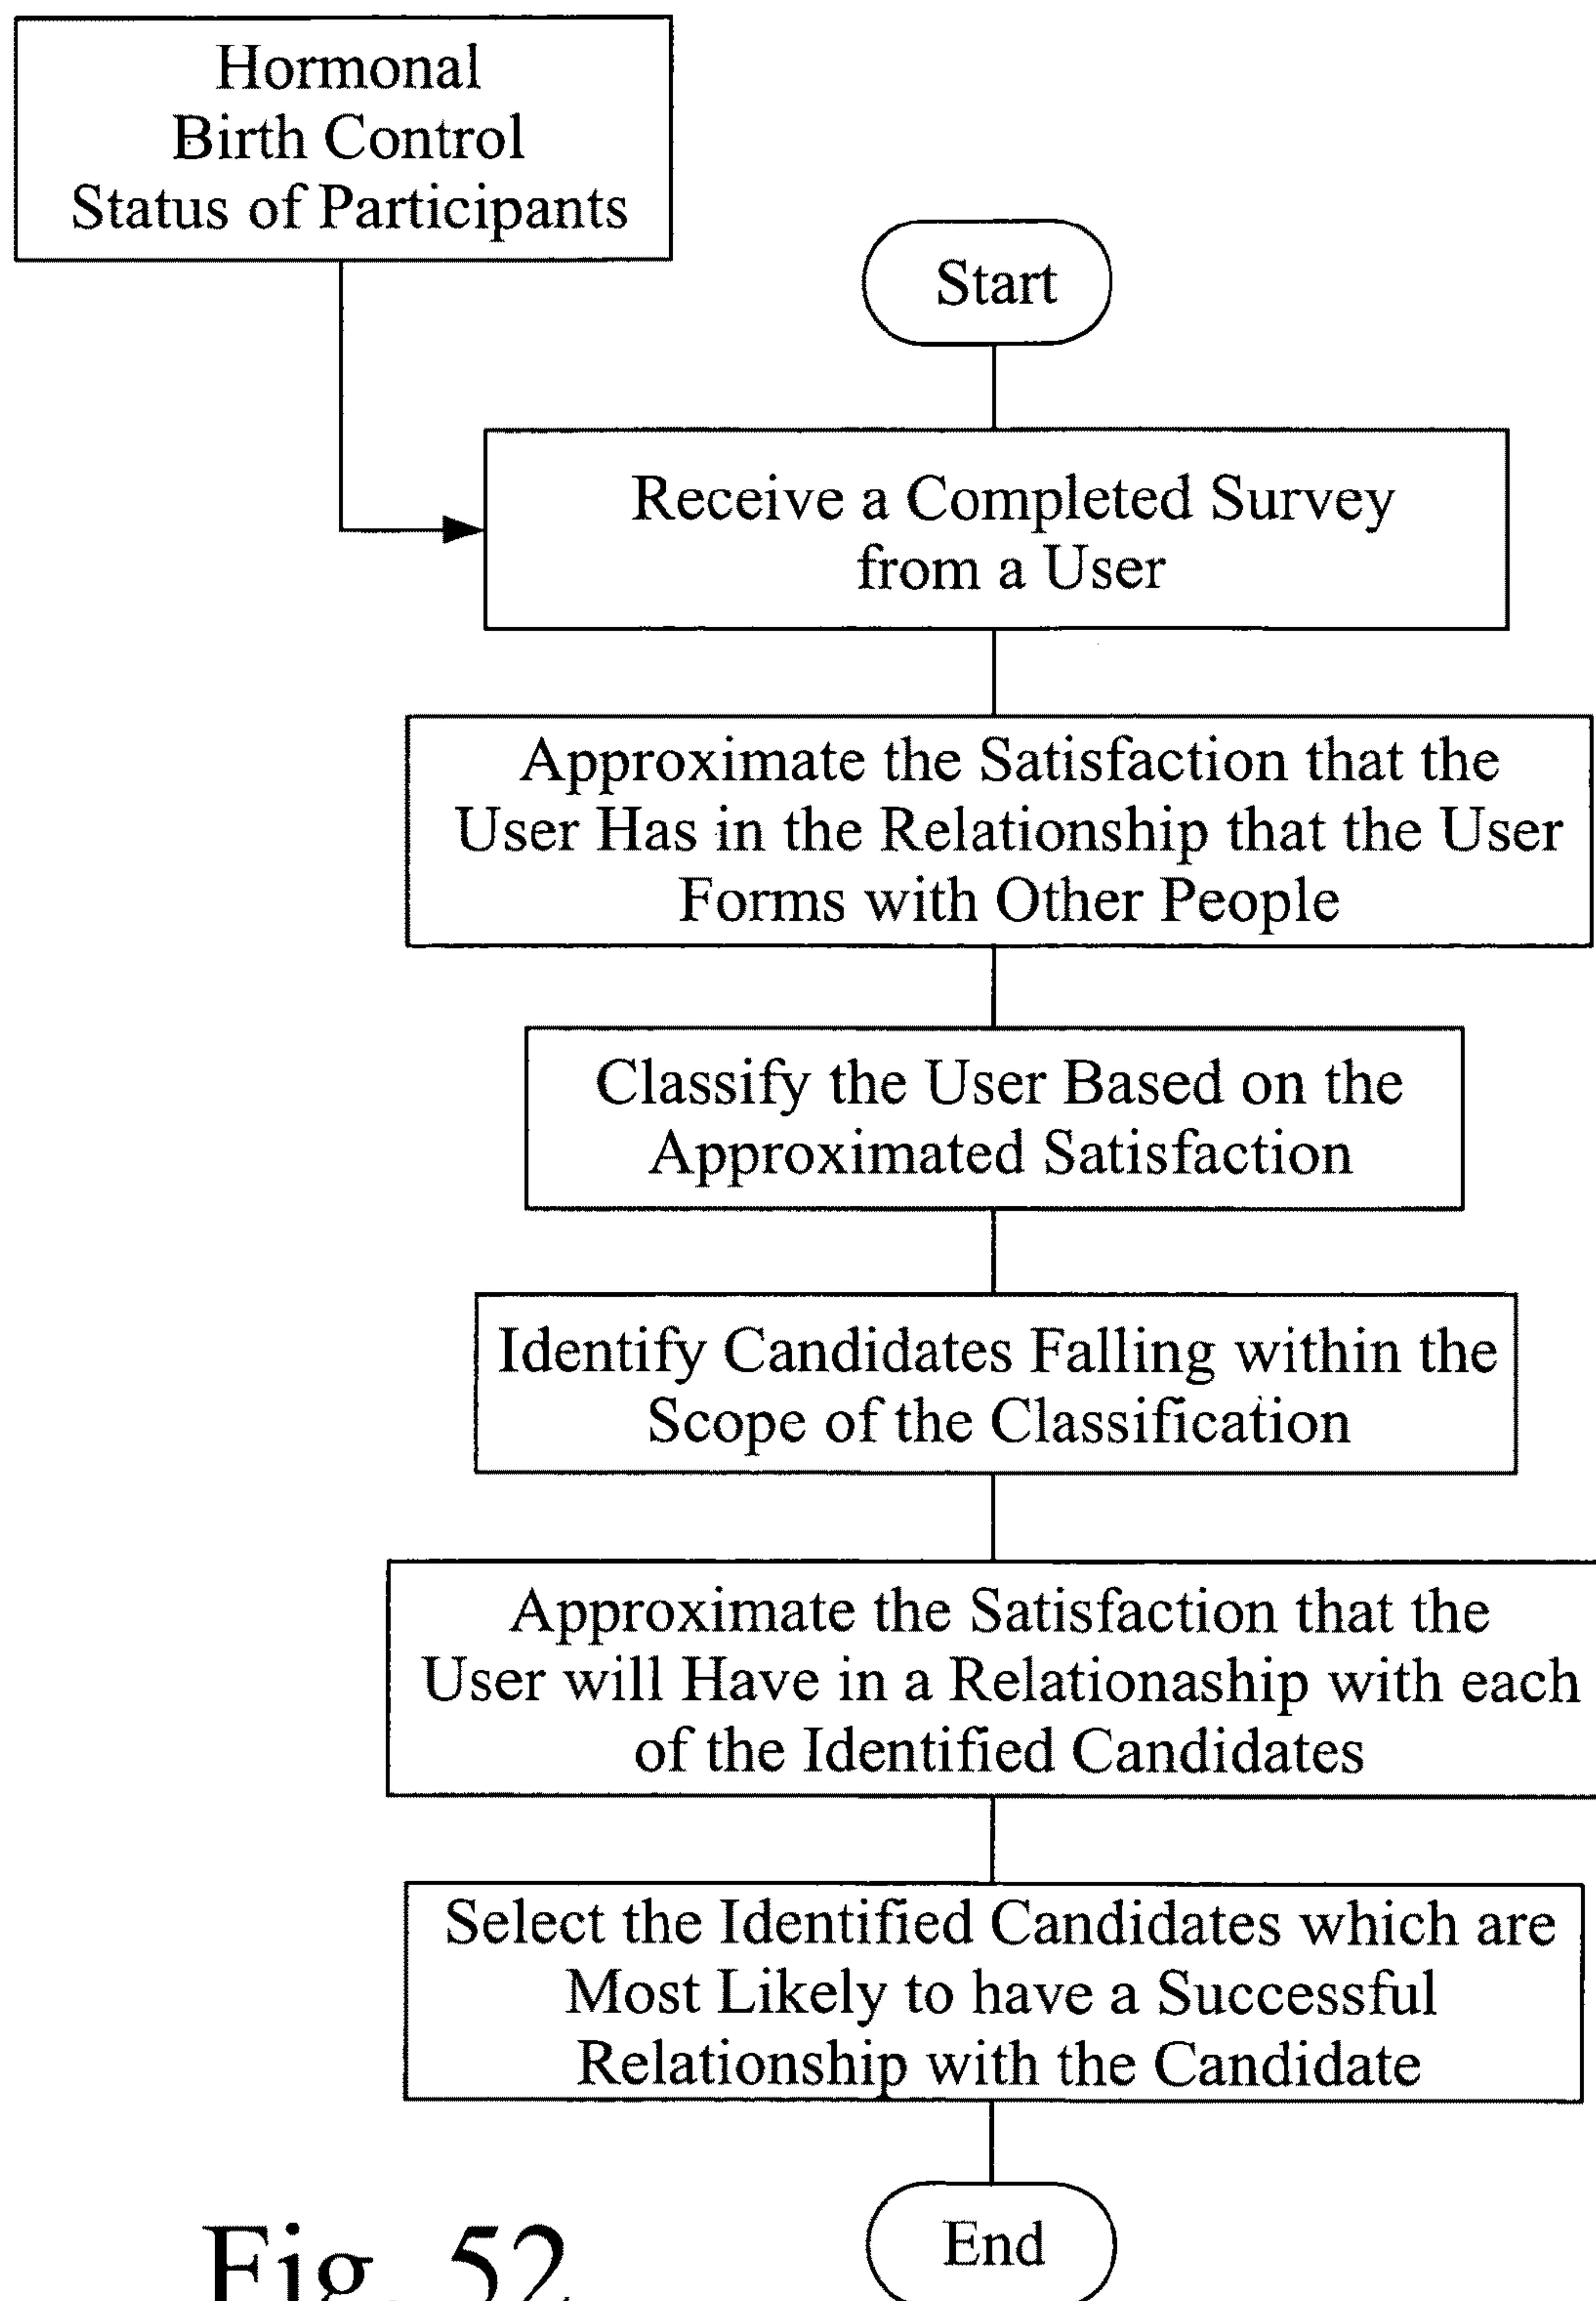 Hormonal
Birth Control
Status of Participants
Start
Receive a Completed Survey
from a User
Approximate the Satisfaction that the
User Has in the Relationship that the User
Forms with Other People
Classify the User Based on the
Approximated Satisfaction
Identify Candidates Falling within the
Scope of the Classification
Approximate the Satisfaction that the
User will Have in a Relationaship with each
of the Identified Candidates
Select the Identified Candidates which are
Most Likely to have a Successful
Relationship with the Candidate
End
Fig. 52